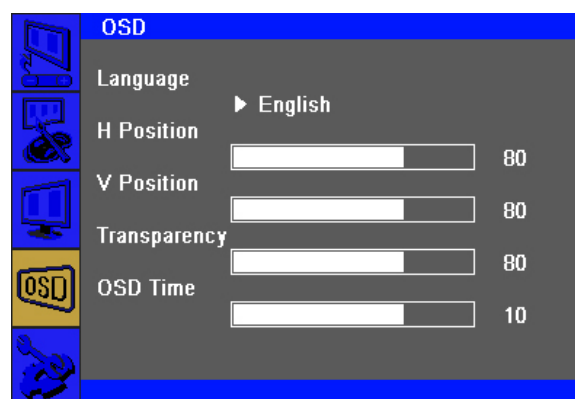 OSD
Language
English
H Position
80
V Position
80
Transparency
80
OSD
OSD Time
10